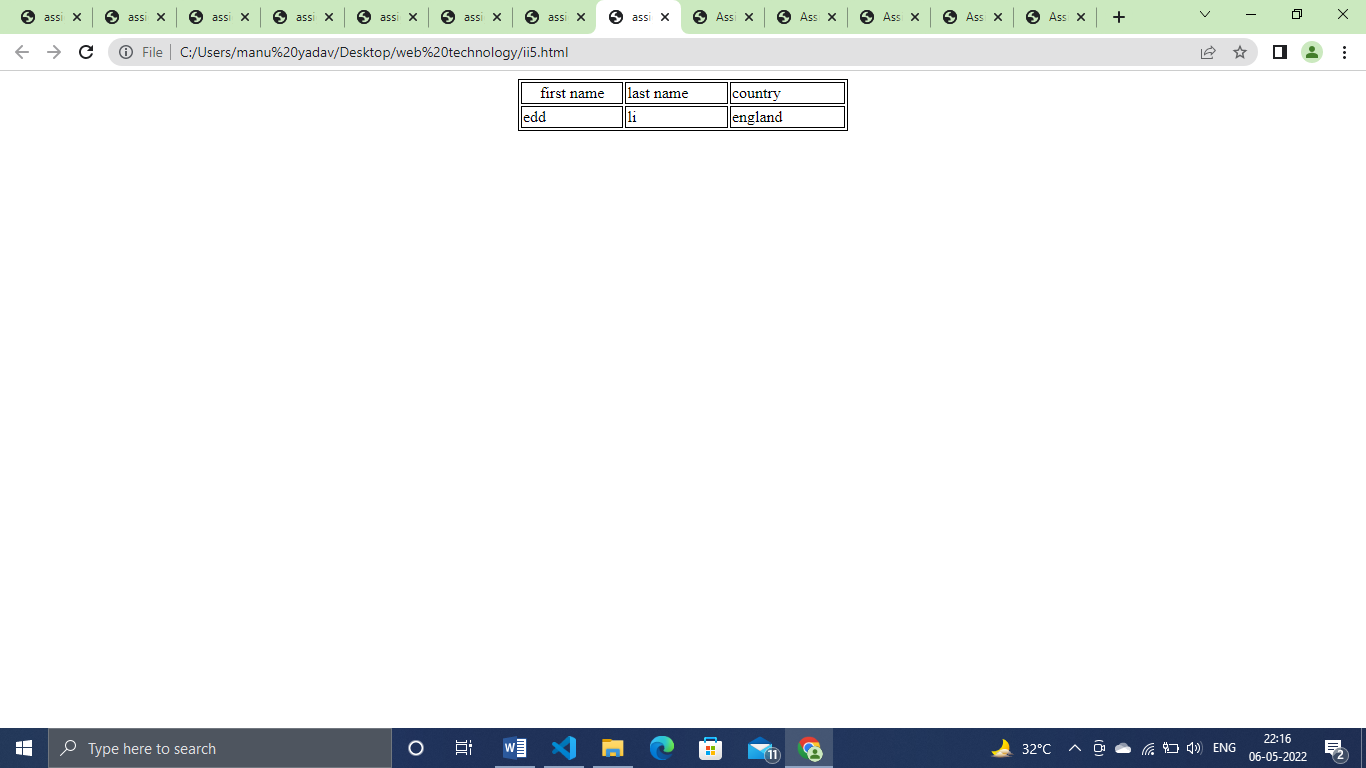 assi assi assi assi assi assi assi assi Ass Ass Ass Ass Ass
File C:/Users/manu%20yadav/Desktop/web%20technology/ii5.html
first name last name country
edd li england
Type here to search 11 32°C ENG 22:16 2
06-05-2022